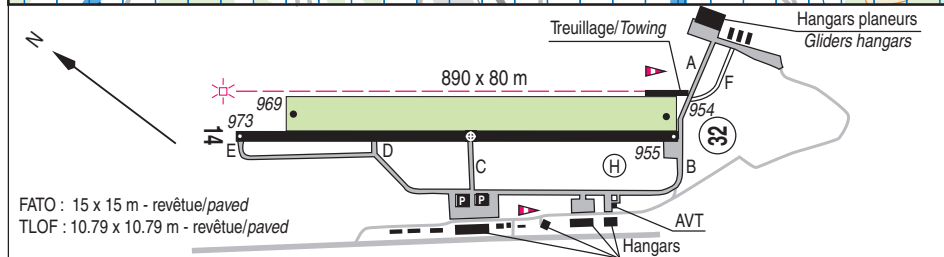 N
Treuillage/Towing
Hangars planeurs
Gliders hangars
A
F
890 x 80 m
969
973
954
14
32
E
D
C
955
H
B
P P
FATO : 15 x 15 m - revêtue/paved
TLOF : 10.79 x 10.79 m - revêtue/paved
AVT
Hangars